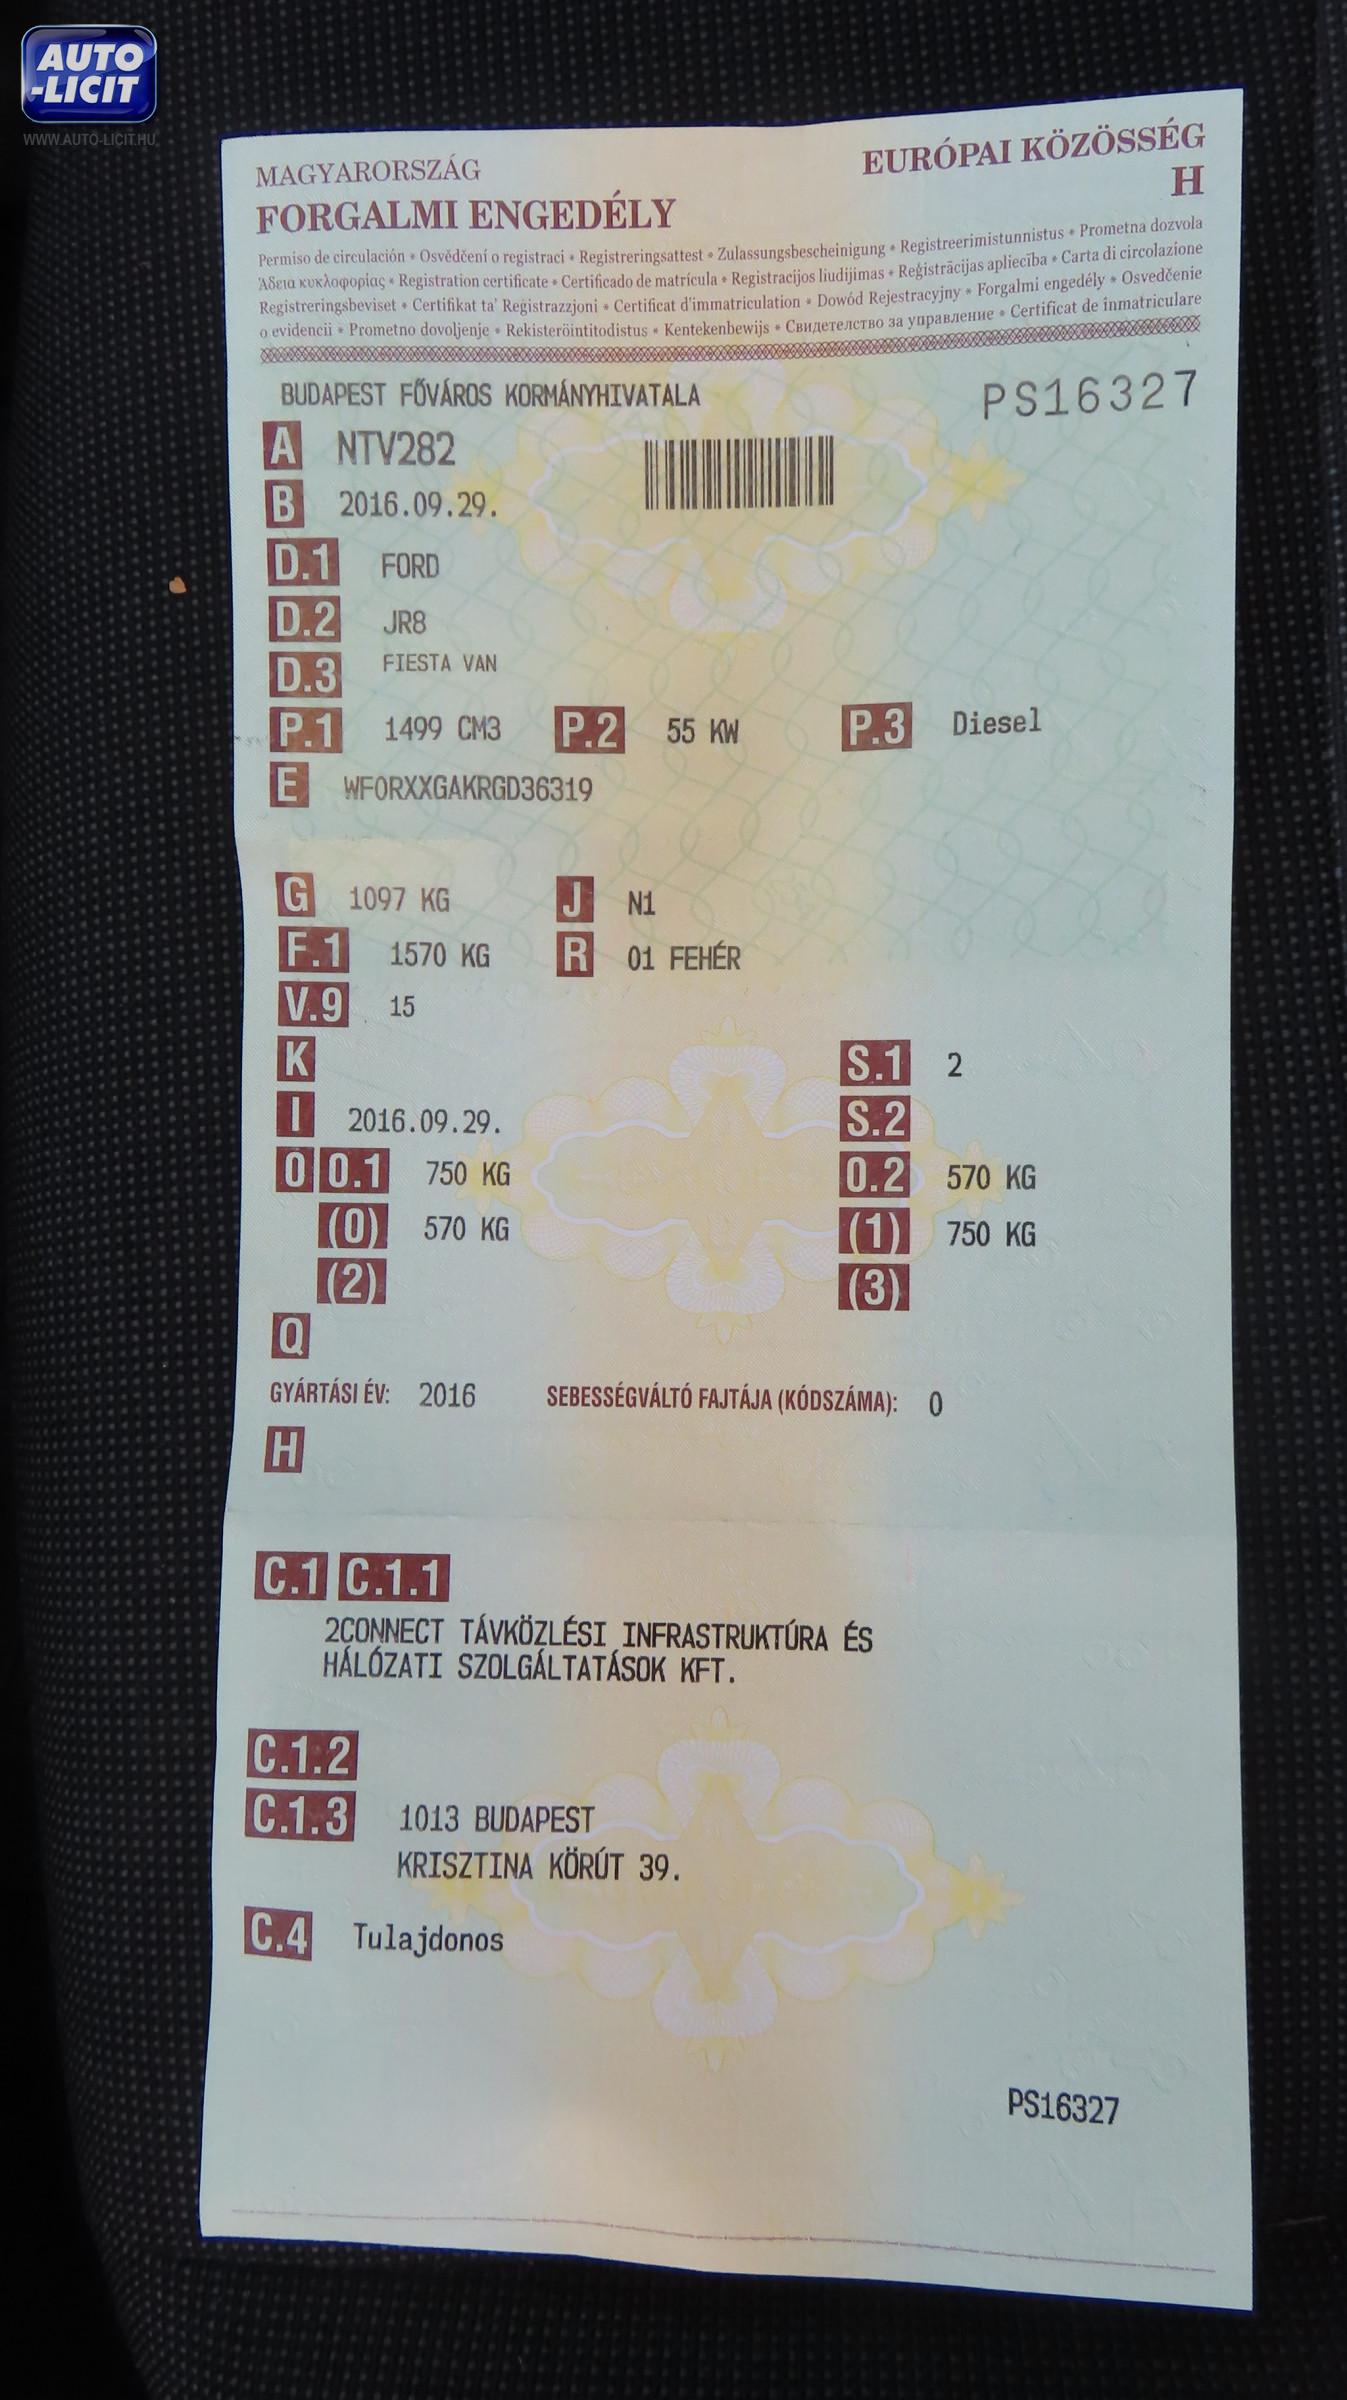 AUTO
-LICIT
WWW.AUTO-LICIT.HU
MAGYARORSZÁG
EURÓPAI KÖZÖSSÉG
FORGALMI ENGEDÉLY
H
Permiso de circulación • Osvědčení o registraci • Registreringsattest • Zulassungsbescheinigung • Registreerimistunnistus • Prometna dozvola
Άδεια κυκλοφορίας • Registration certificate • Certificado de matrícula • Registracijos liudijimas • Reģistrācijas apliecība • Carta di circolazione
Registreringsbeviset • Certifikat ta' Reġistrazzjoni • Certificat d'immatriculation • Dowód Rejestracyjny • Forgalmi engedély • Osvedčenie
o evidencii • Prometno dovoljenje • Rekisteröintitodistus • Kentekenbewijs • Свидетелство за управление • Certificat de înmatriculare
BUDAPEST FŐVÁROS KORMÁNYHIVATALA PS16327
A NTV282
B 2016.09.29.
D.1 FORD
D.2 JR8
D.3 FIESTA VAN
P.1 1499 CM3 P.2 55 KW P.3 Diesel
E WF0RXXGAKRGD36319
G 1097 KG J N1
F.1 1570 KG R 01 FEHÉR
V.9 15
K S.1 2
I 2016.09.29. S.2
O O.1 750 KG O.2 570 KG
(0) 570 KG (1) 750 KG
(2) (3)
Q
GYÁRTÁSI ÉV: 2016 SEBESSÉGVÁLTÓ FAJTÁJA (KÓDSZÁMA): 0
H
C.1 C.1.1
2CONNECT TÁVKÖZLÉSI INFRASTRUKTÚRA ÉS
HÁLÓZATI SZOLGÁLTATÁSOK KFT.
C.1.2
C.1.3 1013 BUDAPEST
KRISZTINA KÖRÚT 39.
C.4 Tulajdonos
PS16327